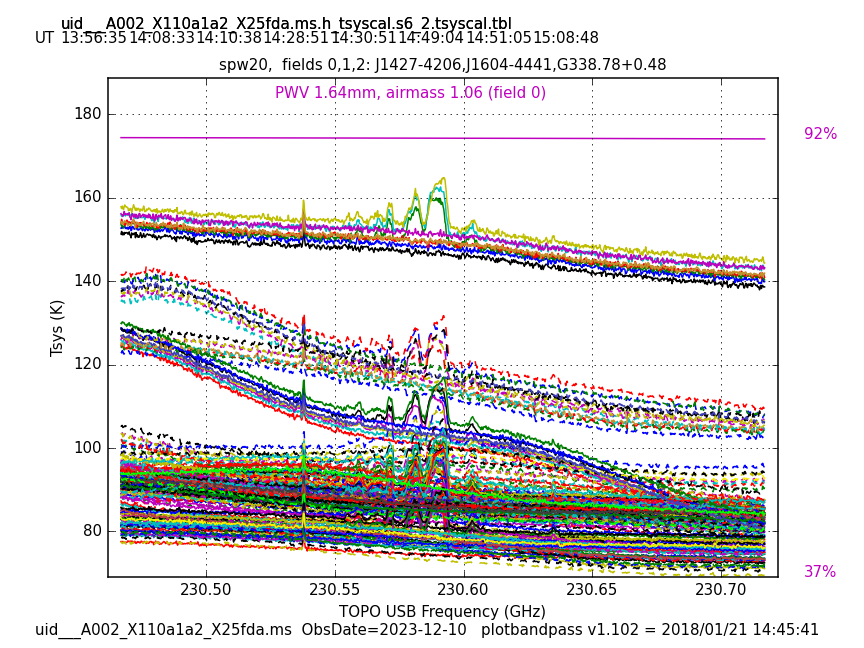 uid___A002_X110a1a2_X25fda.ms.h_tsyscal.s6_2.tsyscal.tbl
UT 13:56:35 14:08:33 14:10:38 14:28:51 14:30:51 14:49:04 14:51:05 15:08:48
spw20, fields 0,1,2: J1427-4206,J1604-4441,G338.78+0.48
PWV 1.64mm, airmass 1.06 (field 0)
180
92%
160
140
Tsys (K)
120
100
80
37%
230.50 230.55 230.60 230.65 230.70
TOPO USB Frequency (GHz)
uid___A002_X110a1a2_X25fda.ms ObsDate=2023-12-10 plotbandpass v1.102 = 2018/01/21 14:45:41